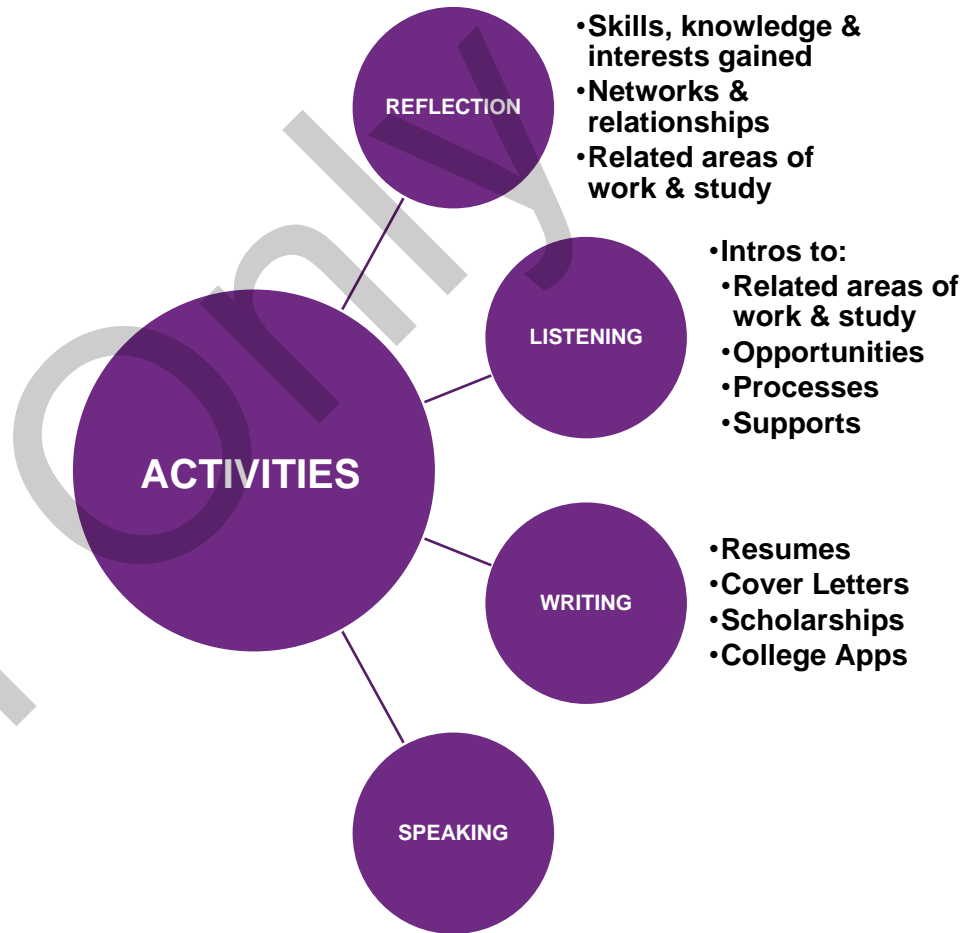 •Skills, knowledge &
interests gained
•Networks &
relationships
•Related areas of
work & study
REFLECTION
•Intros to:
•Related areas of
work & study
•Opportunities
•Processes
•Supports
LISTENING
ACTIVITIES
•Resumes
•Cover Letters
•Scholarships
•College Apps
WRITING
SPEAKING
Only